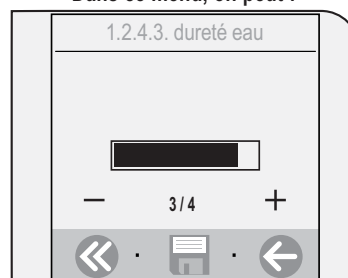 Dans ce menu, on peut :
1.2.4.3. dureté eau
− 3 / 4 +